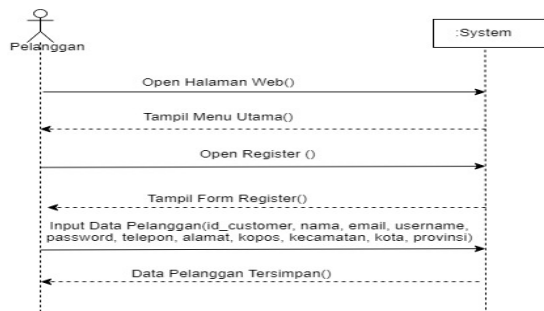 Pelanggan
:System
Open Halaman Web()
Tampil Menu Utama()
Open Register ()
Tampil Form Register()
Input Data Pelanggan(id_customer, nama, email, username,
password, telepon, alamat, kopos, kecamatan, kota, provinsi)
Data Pelanggan Tersimpan()